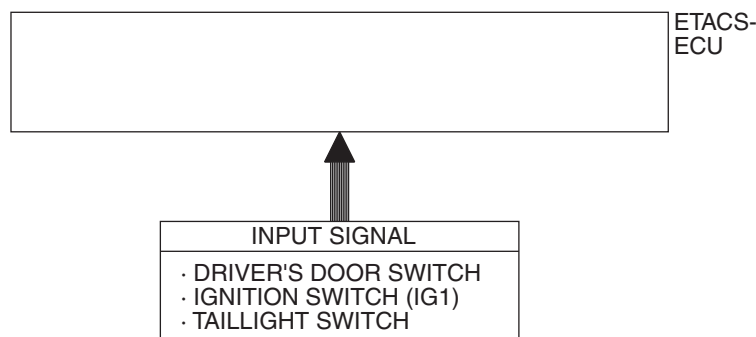 ETACS-
ECU
INPUT SIGNAL
· DRIVER'S DOOR SWITCH
· IGNITION SWITCH (IG1)
· TAILLIGHT SWITCH